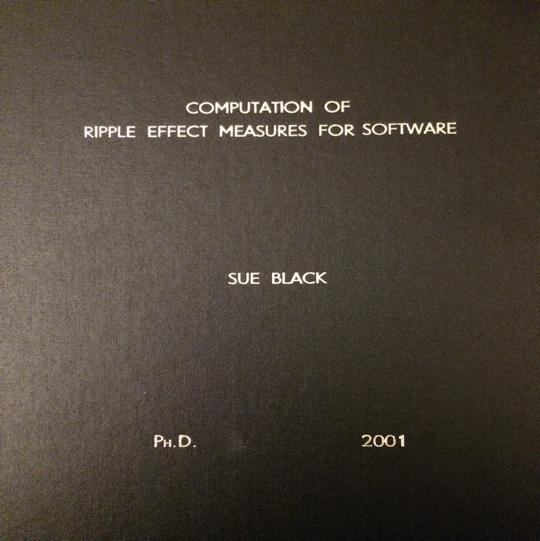 COMPUTATION OF
RIPPLE EFFECT MEASURES FOR SOFTWARE
SUE BLACK
PH.D. 2001